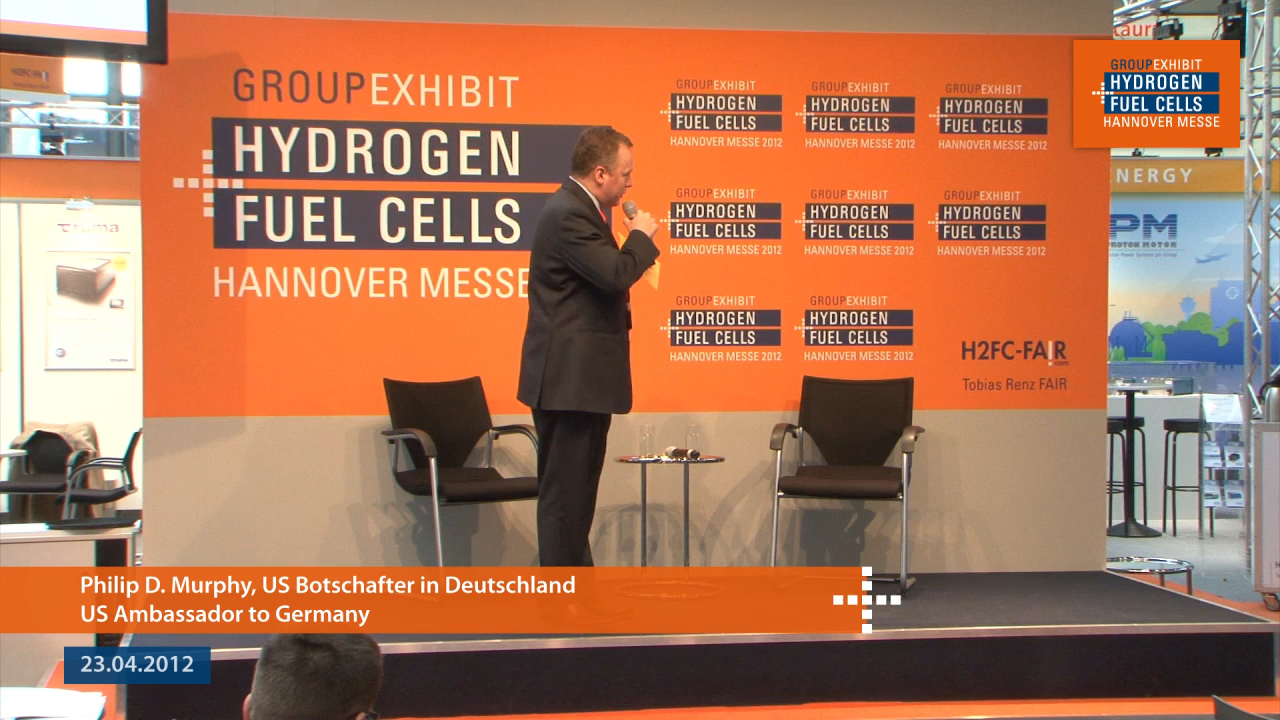 GROUPEXHIBIT
HYDROGEN
FUEL CELLS
HANNOVER MESSE
GROUPEXHIBIT
HYDROGEN
FUEL CELLS
HANNOVER MESSE 2012
GROUPEXHIBIT
HYDROGEN
FUEL CELLS
HANNOVER MESSE 2012
GROUPEXHIBIT
HYDROGEN
FUEL CELLS
HANNOVER MESSE 2012
GROUPEXHIBIT
HYDROGEN
FUEL CELLS
HANNOVER MESSE 2012
GROUPEXHIBIT
HYDROGEN
FUEL CELLS
HANNOVER MESSE 2012
GROUPEXHIBIT
HYDROGEN
FUEL CELLS
HANNOVER MESSE 2012
GROUPEXHIBIT
HYDROGEN
FUEL CELLS
HANNOVER MESSE 2012
GROUPEXHIBIT
HYDROGEN
FUEL CELLS
HANNOVER MESSE 2012
H2FC-FAIR
.com
Tobias Renz FAIR
GROUPEXHIBIT
HYDROGEN
FUEL CELLS
HANNOVER MESSE
NERGY
PM
PROTON MOTOR
truma
Philip D. Murphy, US Botschafter in Deutschland
US Ambassador to Germany
23.04.2012